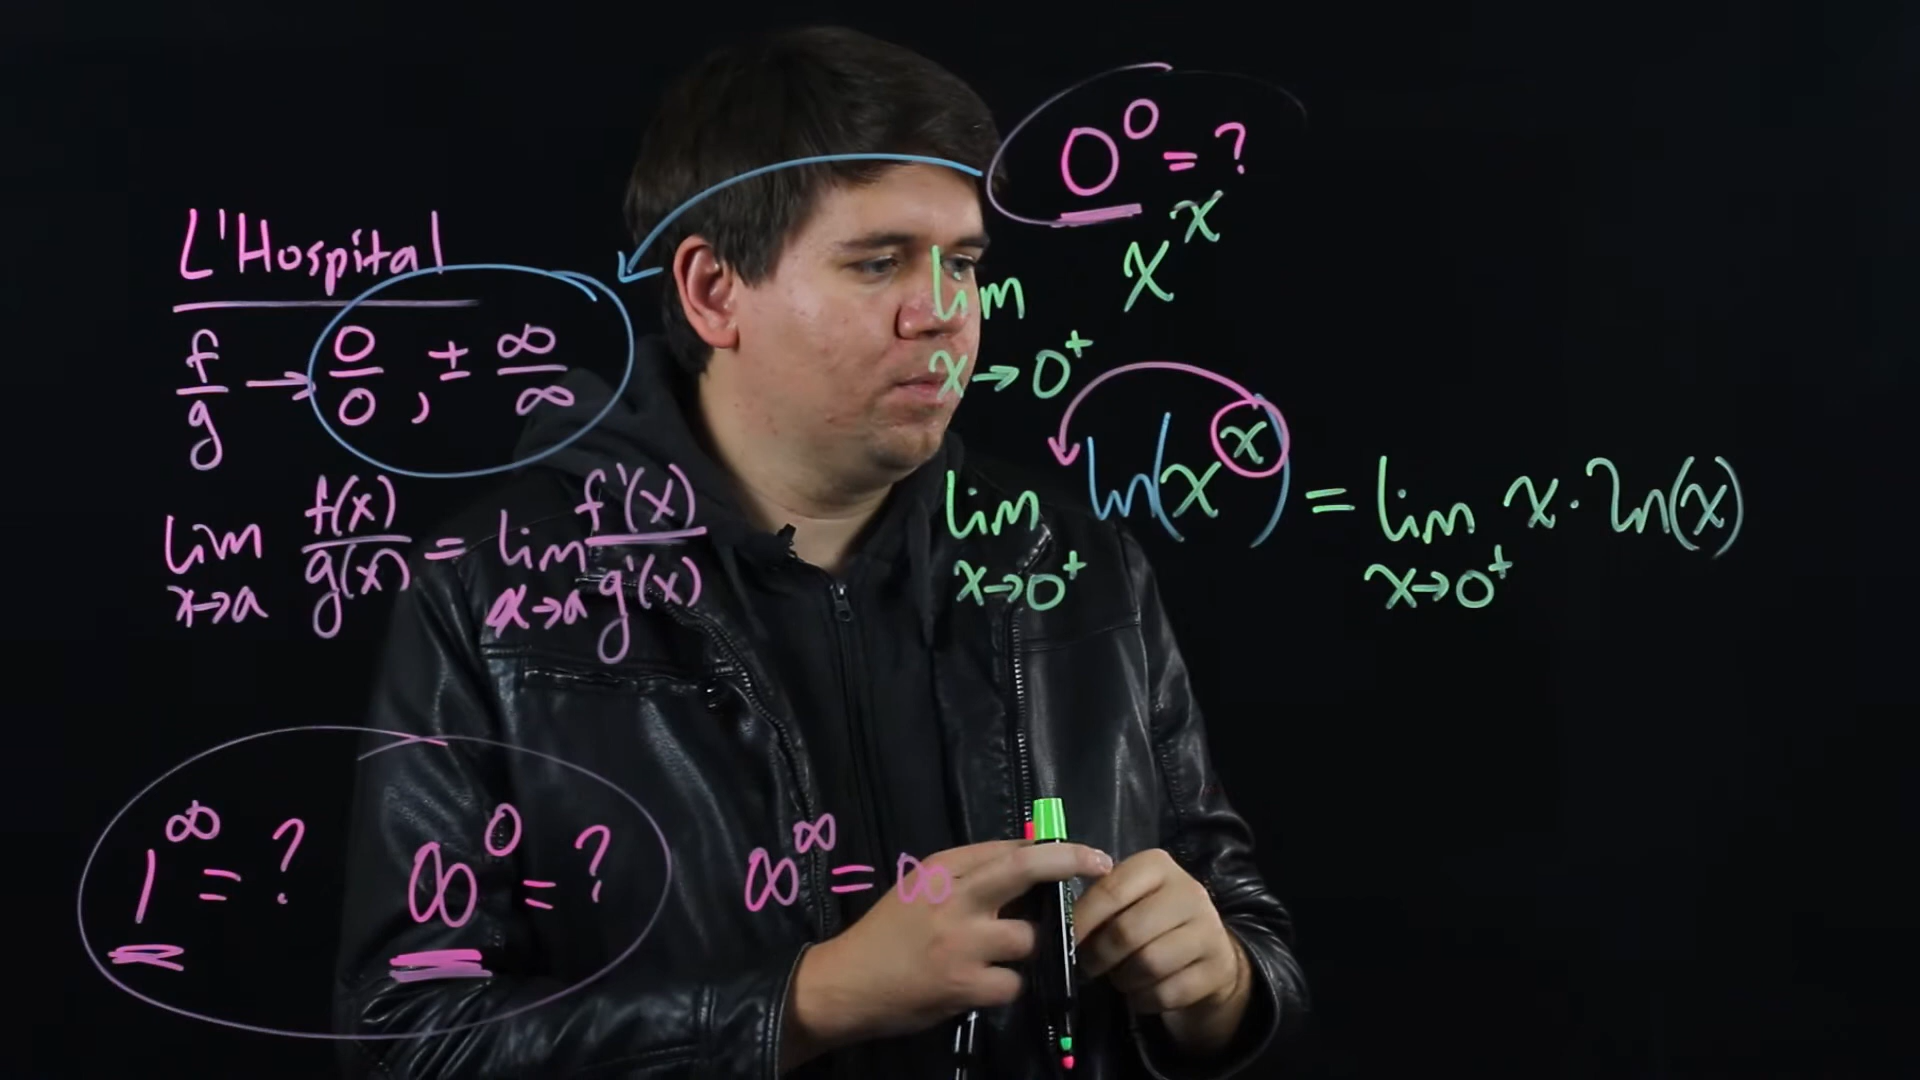 L'Hospital
f/g → 0/0 , ± ∞/∞
lim x→a f(x)/g(x) = lim x→a f'(x)/g'(x)
0⁰ = ?
lim x→0⁺ xˣ
lim x→0⁺ ln(xˣ) = lim x→0⁺ x · ln(x)
1^∞ = ? ∞⁰ = ? ∞^∞ = ∞